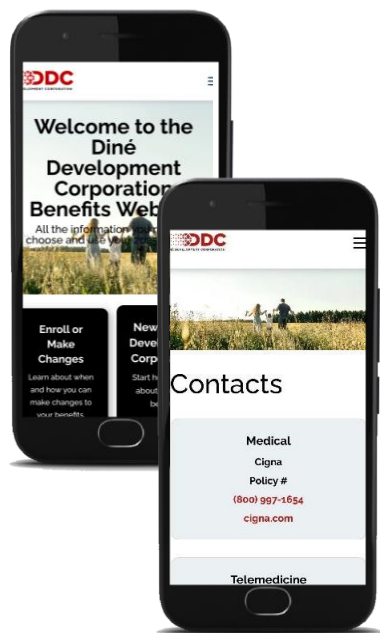 DDC
Welcome to the
Diné
Development
Corporation
Benefits Web
All the information you
choose and use your
Enroll or
Make
Changes
Learn about when
and how you can
make changes to
your benefits
New
Devel
Corp
Start h
about
be
DDC
Contacts
Medical
Cigna
Policy #
(800) 997-1654
cigna.com
Telemedicine